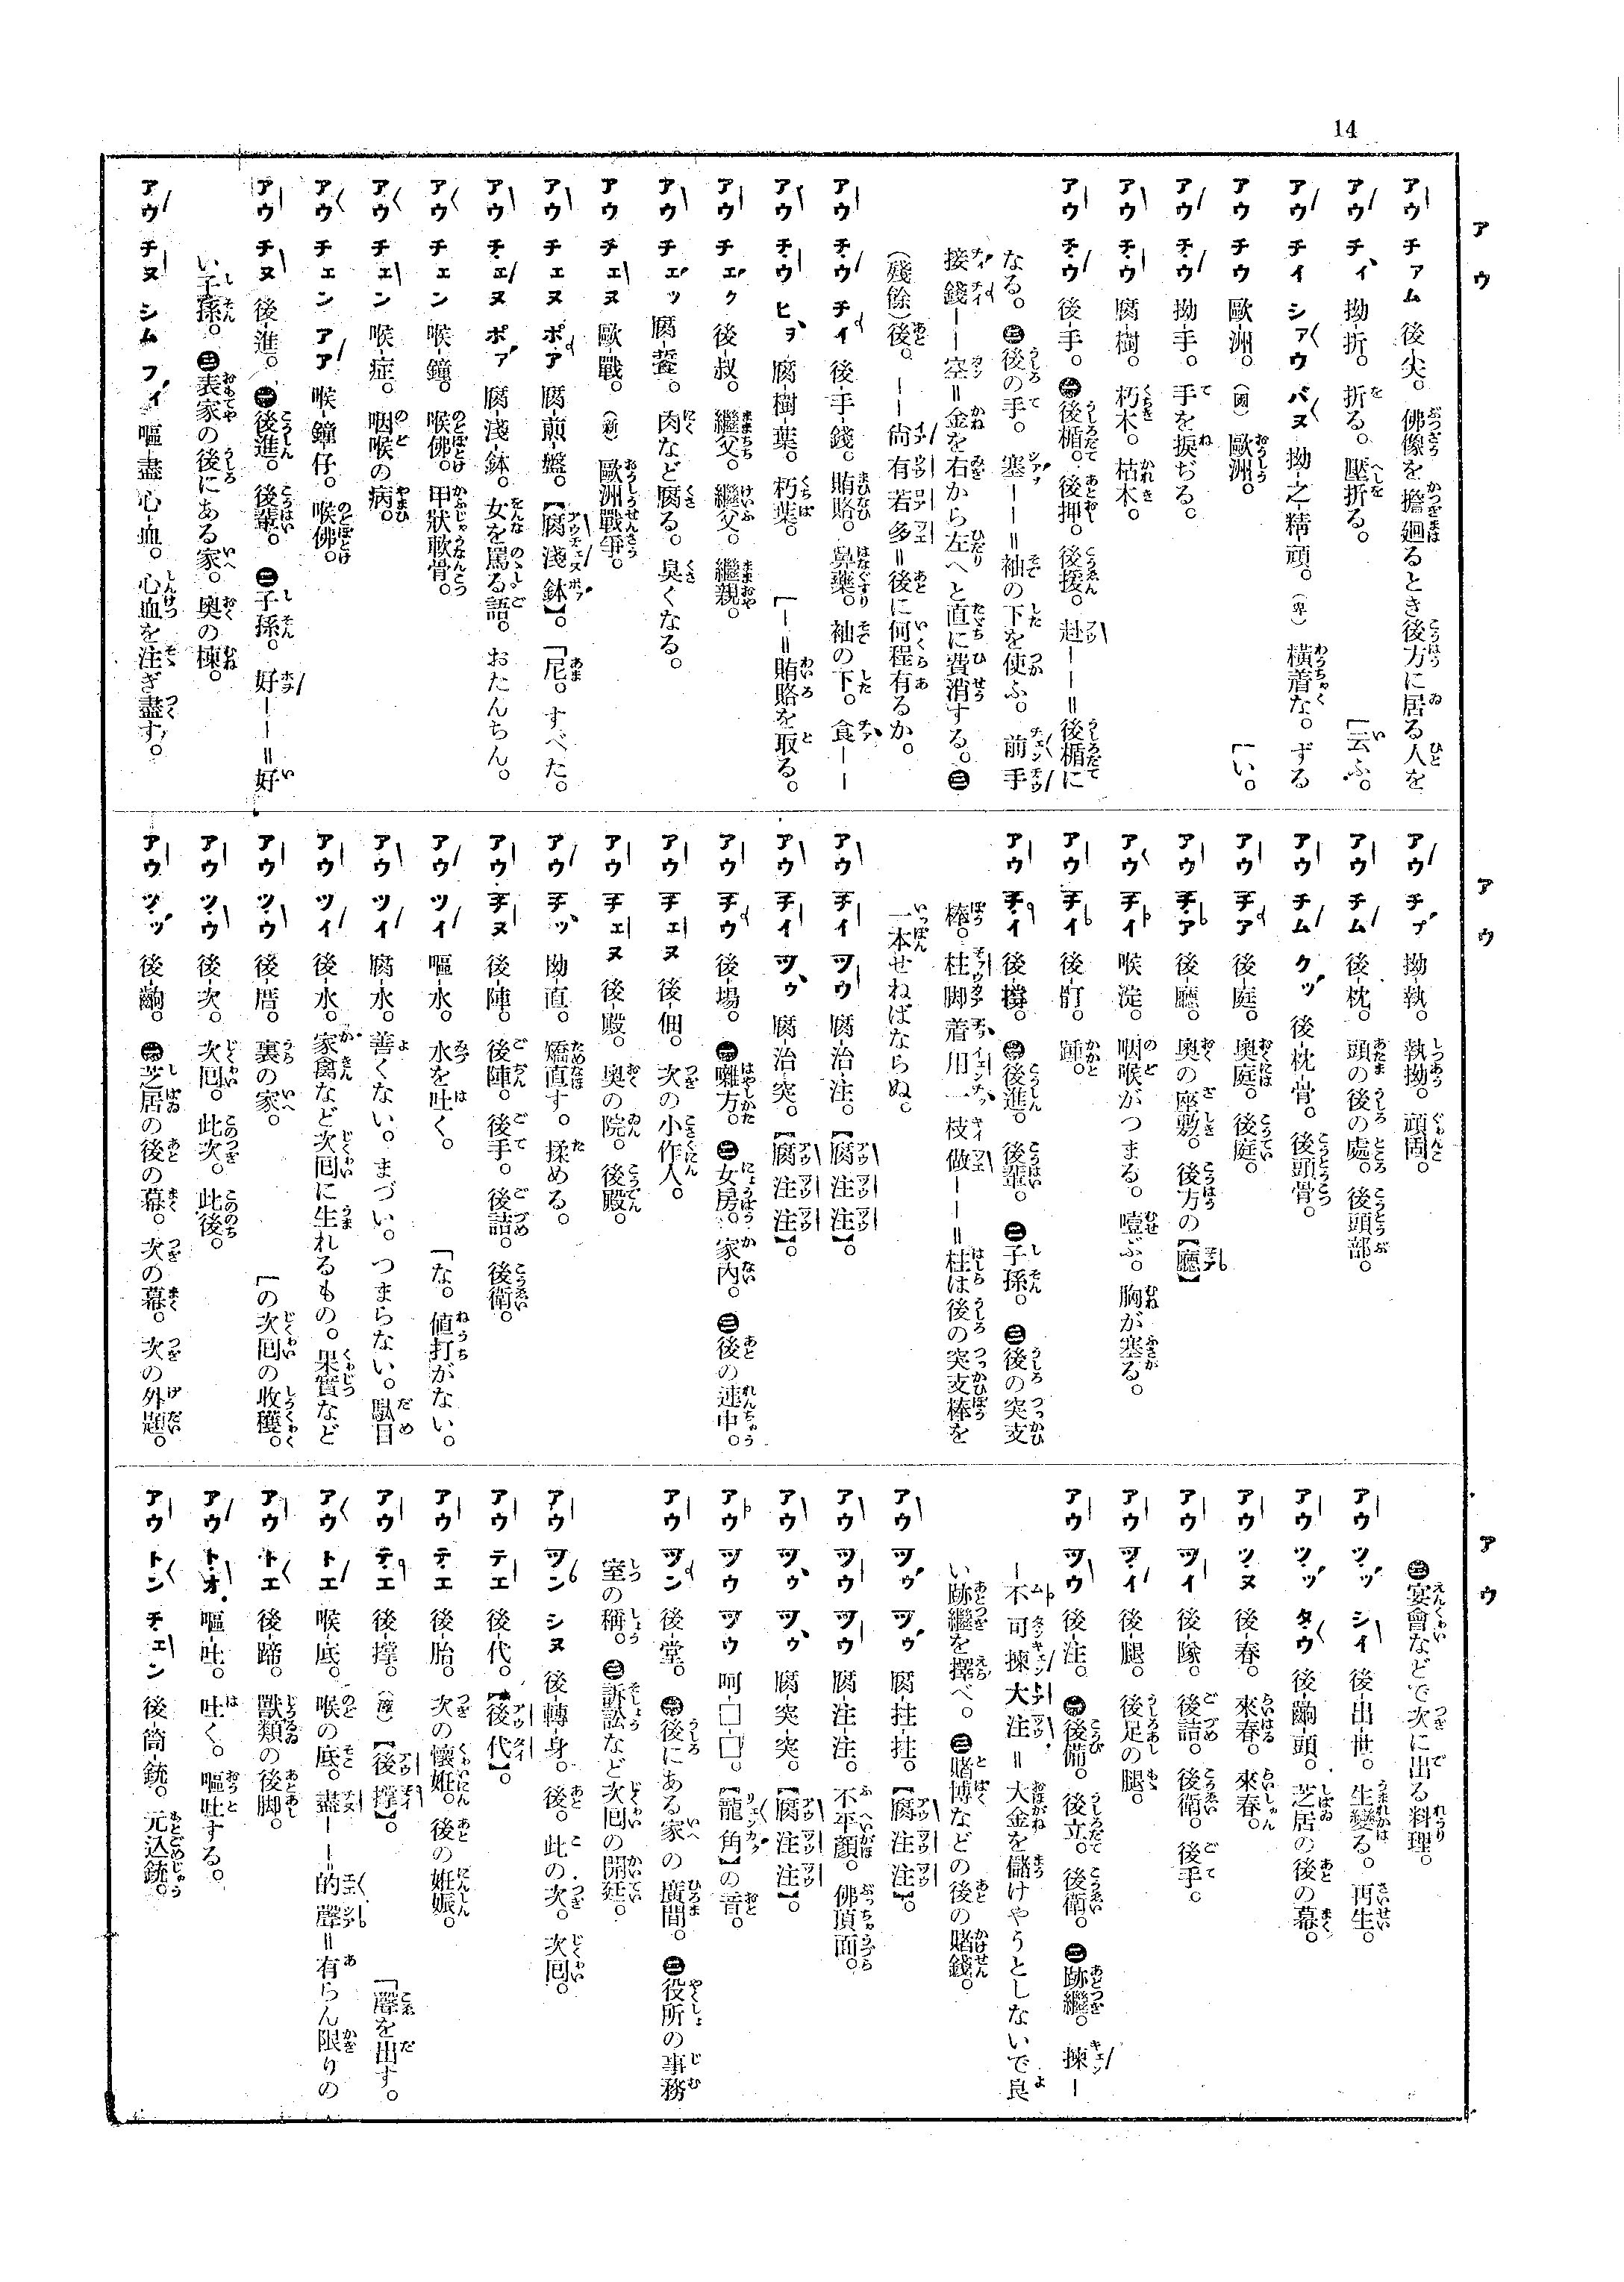 14
アウ
アウ チァム 後尖。佛像を擔廻るとき後方に居る人を
アウ チィ 拗-折。折る。壓折る。 「云ふ。
アウ チイ シァウ バヌ 拗-之-精-頑。(卑) 橫着な。ずる
アウ チウ 歐-洲。(國) 歐洲。 「い。
アウ チウ 拗-手。手を捩ぢる。
アウ チウ 腐-樹。朽木。枯木。
アウ チウ 後-手。㊀後楯。後押。後援。赴――=後楯に
なる。㊁後の手。塞――=袖の下を使ふ。前手
接錢――空=金を右から左へと直に費消する。㊂
(殘餘)後。――尙有若多=後に何程有るか。
アウ チウ チイ 後-手-錢。賄賂。鼻藥。袖の下。食――
アウ チウ ヒヲ 腐-樹-葉。朽葉。 「―=賄賂を取る。
アウ チェク 後-叔。繼父。繼父。繼親。
アウ チェッ 腐-䘌。肉など腐る。臭くなる。
アウ チェヌ 歐-戰。(新) 歐洲戰爭。
アウ チェヌ ポア 腐-煎-盤。【腐淺鉢】。「尼。すべた。
アウ チェヌ ポァ 腐-淺-鉢。女を罵る語。おたんちん。
アウ チェン 喉-鐘。喉佛。甲狀軟骨。
アウ チェン 喉-症。咽喉の病。
アウ チェン アア 喉-鐘-仔。喉佛。
アウ チヌ 後-進。㊀後進。後輩。㊁子孫。好――=好
い子孫。㊂表家の後にある家。奧の棟。
アウ チヌ シム フィ 嘔-盡-心-血。心血を注ぎ盡す。
アウ
アウ チプ 拗-執。執拗。頑固。
アウ チム 後-枕。頭の後の處。後頭部。
アウ チム クッ 後-枕-骨。後頭骨。
アウ チア 後-庭。奧庭。後庭。
アウ チア 後-廳。奧の座敷。後方の【廳】
アウ チイ 喉-淀。咽喉がつまる。噎ぶ。胸が塞る。
アウ チイ 後-䏲。踵。
アウ チイ 後-撐。㊀後進。後輩。㊁子孫。㊂後の突支
棒。柱脚着用一枝做――=柱は後の突支棒を
一本せねばならぬ。
アウ チイ ツウ 腐-治-注。【腐注注】。
アウ チイ ツゥ 腐-治-突。【腐注注】。
アウ チウ 後-場。㊀囃方。㊁女房。家內。㊂後の連中。
アウ チェヌ 後-佃。次の小作人。
アウ チェヌ 後-殿。奧の院。後殿。
アウ チッ 拗-直。矯直す。揉める。
アウ チヌ 後-陣。後陣。後手。後詰。後衛。
アウ ツイ 嘔-水。水を吐く。 「な。値打がない。
アウ ツイ 腐-水。善くない。まづい。つまらない。駄目
アウ ツイ 後-水。家禽など次囘に生れるもの。果實など
アウ ツウ 後-厝。裏の家。 「の次囘の收穫。
アウ ツウ 後-次。次囘。此次。此後。
アウ ツッ 後-齣。㊀芝居の後の幕。次の幕。次の外題。
アウ
㊁宴會などで次に出る料理。
アウ ツッ シイ 後-出-世。生變る。再生。
アウ ツッ タウ 後-齣-頭。芝居の後の幕。
アウ ツヌ 後-春。來春。來春。
アウ ツイ 後-隊。後詰。後衛。後手。
アウ ツイ 後-腿。後足の腿。
アウ ツウ 後-注。㊀後備。後立。後衛。㊁跡繼。揀―
―不可揀大注=大金を儲けやうとしないで良
い跡繼を擇べ。㊂賭博などの後の賭錢。
アウ ツゥ ツゥ 腐-拄-拄。【腐注注】。
アウ ツウ ツウ 腐-注-注。不平顏。佛頂面。
アウ ツゥ ツゥ 腐-突-突。【腐注注】。
アウ ツウ ツウ 呵-□-□。【龍角】の音。
アウ ツン 後-堂。㊀後にある家の廣間。㊁役所の事務
室の稱。㊂訴訟など次囘の開廷。
アウ ツン シヌ 後-轉-身。後。此の次。次囘。
アウ テエ 後-代。【後代】。
アウ テエ 後-胎。次の懷姙。後の姙娠。
アウ テエ 後-撑。(漳)【後撑】。 「聲を出す。
アウ トエ 喉-底。喉の底。盡――的聲=有らん限りの
アウ トエ 後-蹄。獸類の後脚。
アウ トオ 嘔-吐。吐く。嘔吐する。
アウ トン チェン 後-筒-銃。元込銃。